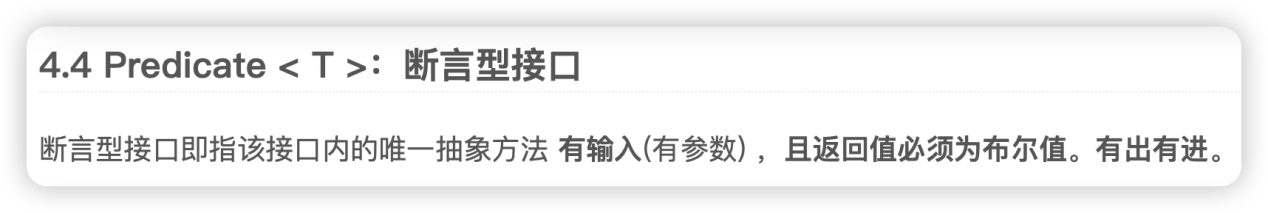 4.4 Predicate < T >：断言型接口
断言型接口即指该接口内的唯一抽象方法 有输入(有参数) ，且返回值必须为布尔值。有出有进。